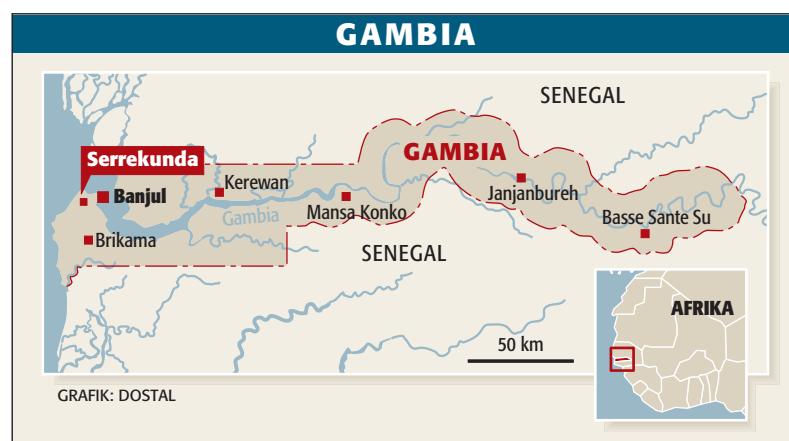 GAMBIA
SENEGAL
GAMBIA
Serrekunda
Kerewan
Janjanbureh
Banjul
Gambia
Mansa Konko
Basse Sante Su
Brikama
SENEGAL
AFRIKA
50 km
GRAFIK: DOSTAL